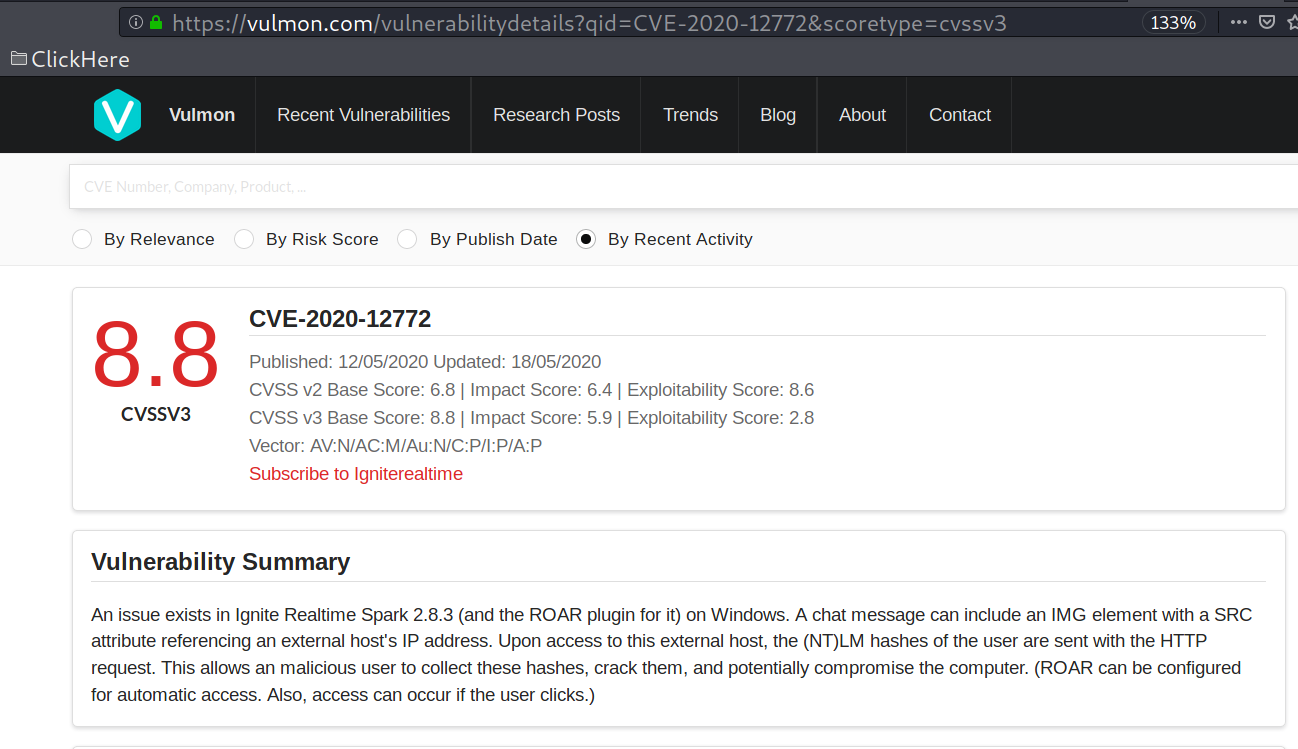 https://vulmon.com/vulnerabilitydetails?qid=CVE-2020-12772&scoretype=cvssv3
133%
ClickHere
Vulmon
Recent Vulnerabilities
Research Posts
Trends
Blog
About
Contact
CVE Number, Company, Product, ...
By Relevance
By Risk Score
By Publish Date
By Recent Activity
8.8
CVSSV3
CVE-2020-12772
Published: 12/05/2020 Updated: 18/05/2020
CVSS v2 Base Score: 6.8 | Impact Score: 6.4 | Exploitability Score: 8.6
CVSS v3 Base Score: 8.8 | Impact Score: 5.9 | Exploitability Score: 2.8
Vector: AV:N/AC:M/Au:N/C:P/I:P/A:P
Subscribe to Igniterealtime
Vulnerability Summary
An issue exists in Ignite Realtime Spark 2.8.3 (and the ROAR plugin for it) on Windows. A chat message can include an IMG element with a SRC
attribute referencing an external host's IP address. Upon access to this external host, the (NT)LM hashes of the user are sent with the HTTP
request. This allows an malicious user to collect these hashes, crack them, and potentially compromise the computer. (ROAR can be configured
for automatic access. Also, access can occur if the user clicks.)